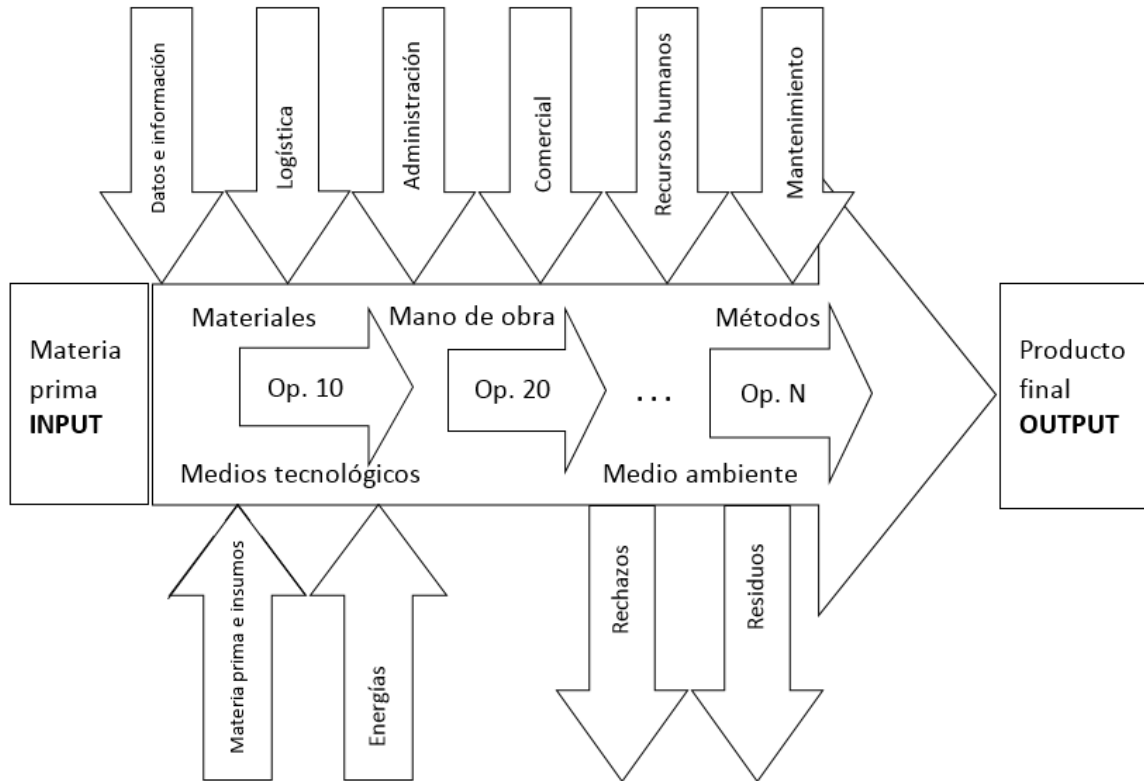 Datos e información
Logística
Administración
Comercial
Recursos humanos
Mantenimiento
Materia
prima
INPUT
Materiales
Mano de obra
Métodos
Op. 10
Op. 20
...
Op. N
Medios tecnológicos
Medio ambiente
Producto
final
OUTPUT
Materia prima e insumos
Energías
Rechazos
Residuos